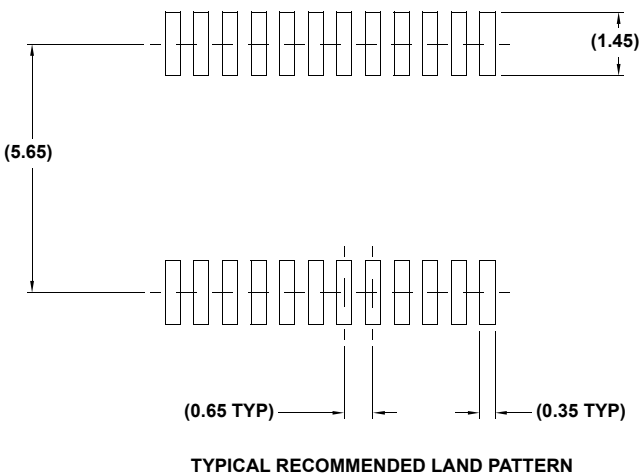 (1.45)
(5.65)
(0.65 TYP)
(0.35 TYP)
TYPICAL RECOMMENDED LAND PATTERN